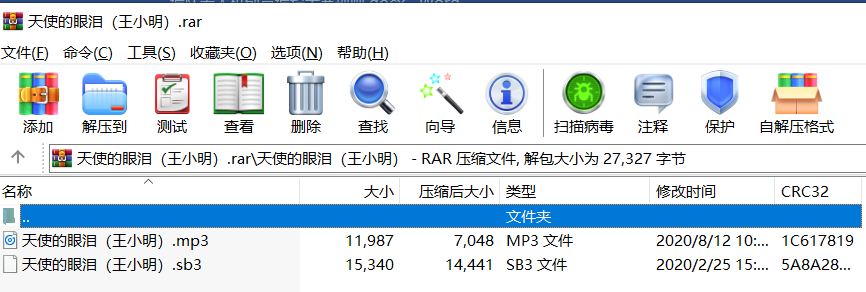 天使的眼泪（王小明）.rar
文件(F) 命令(C) 工具(S) 收藏夹(O) 选项(N) 帮助(H)
添加 解压到 测试 查看 删除 查找 向导 信息 扫描病毒 注释 保护 自解压格式
天使的眼泪（王小明）.rar\天使的眼泪（王小明） - RAR 压缩文件, 解包大小为 27,327 字节
名称 大小 压缩后大小 类型 修改时间 CRC32
.. 文件夹
天使的眼泪（王小明）.mp3 11,987 7,048 MP3 文件 2020/8/12 10:... 1C617819
天使的眼泪（王小明）.sb3 15,340 14,441 SB3 文件 2020/2/25 15:... 5A8A28...